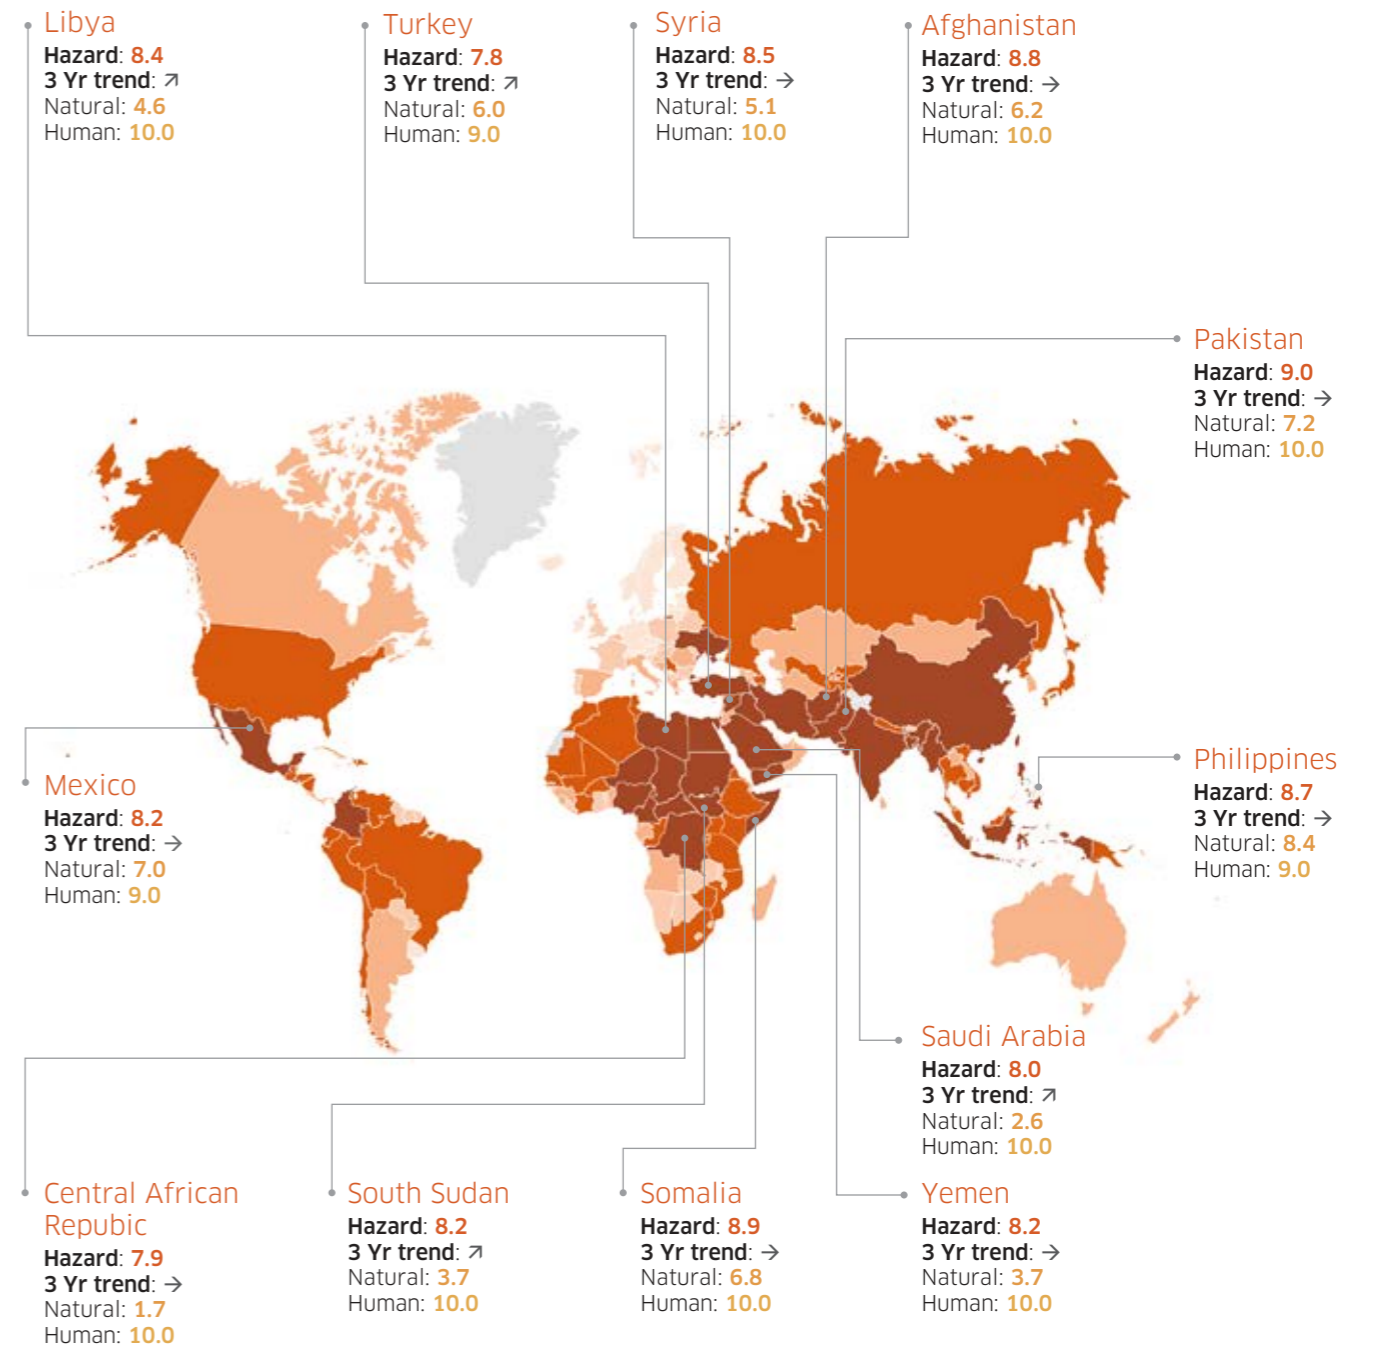 Libya
Hazard: 8.4
3 Yr trend: ↗
Natural: 4.6
Human: 10.0
Turkey
Hazard: 7.8
3 Yr trend: ↗
Natural: 6.0
Human: 9.0
Syria
Hazard: 8.5
3 Yr trend: →
Natural: 5.1
Human: 10.0
Afghanistan
Hazard: 8.8
3 Yr trend: →
Natural: 6.2
Human: 10.0
Pakistan
Hazard: 9.0
3 Yr trend: →
Natural: 7.2
Human: 10.0
Mexico
Hazard: 8.2
3 Yr trend: →
Natural: 7.0
Human: 9.0
Philippines
Hazard: 8.7
3 Yr trend: →
Natural: 8.4
Human: 9.0
Saudi Arabia
Hazard: 8.0
3 Yr trend: ↗
Natural: 2.6
Human: 10.0
Central African
Repubic
Hazard: 7.9
3 Yr trend: →
Natural: 1.7
Human: 10.0
South Sudan
Hazard: 8.2
3 Yr trend: ↗
Natural: 3.7
Human: 10.0
Somalia
Hazard: 8.9
3 Yr trend: →
Natural: 6.8
Human: 10.0
Yemen
Hazard: 8.2
3 Yr trend: →
Natural: 3.7
Human: 10.0